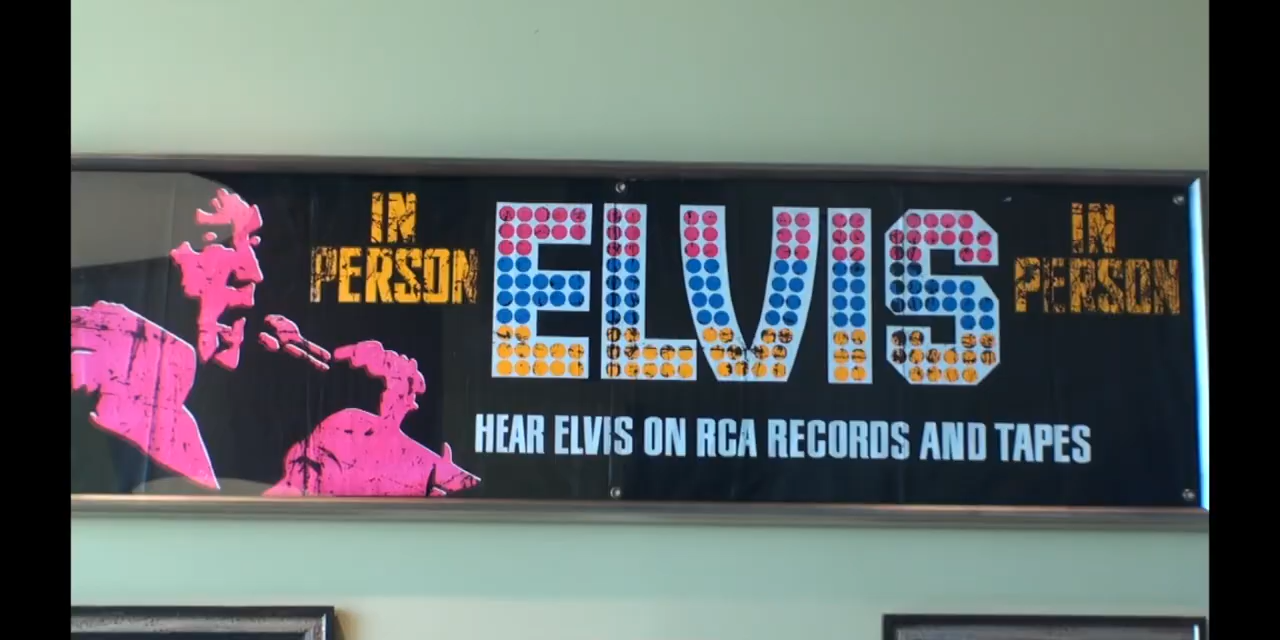 IN
PERSON
ELVIS
IN
PERSON
HEAR ELVIS ON RCA RECORDS AND TAPES